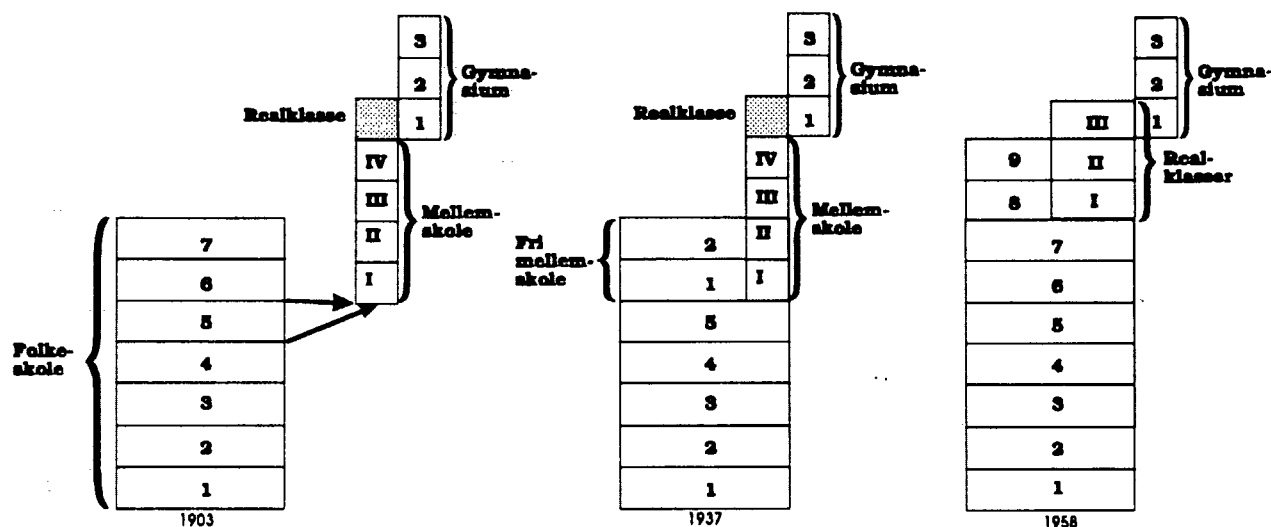 3
2
1
Gymna-
sium
Realklasse
IV
III
II
I
Mellem-
skole
7
6
5
4
3
2
1
Folke-
skole
1903
3
2
1
Gymna-
sium
Realklasse
IV
III
II
I
Mellem-
skole
Fri
mellem-
skole
2
1
5
4
3
2
1
1937
3
2
1
Gymna-
sium
III
II
I
Real-
klasser
9
8
7
6
5
4
3
2
1
1958